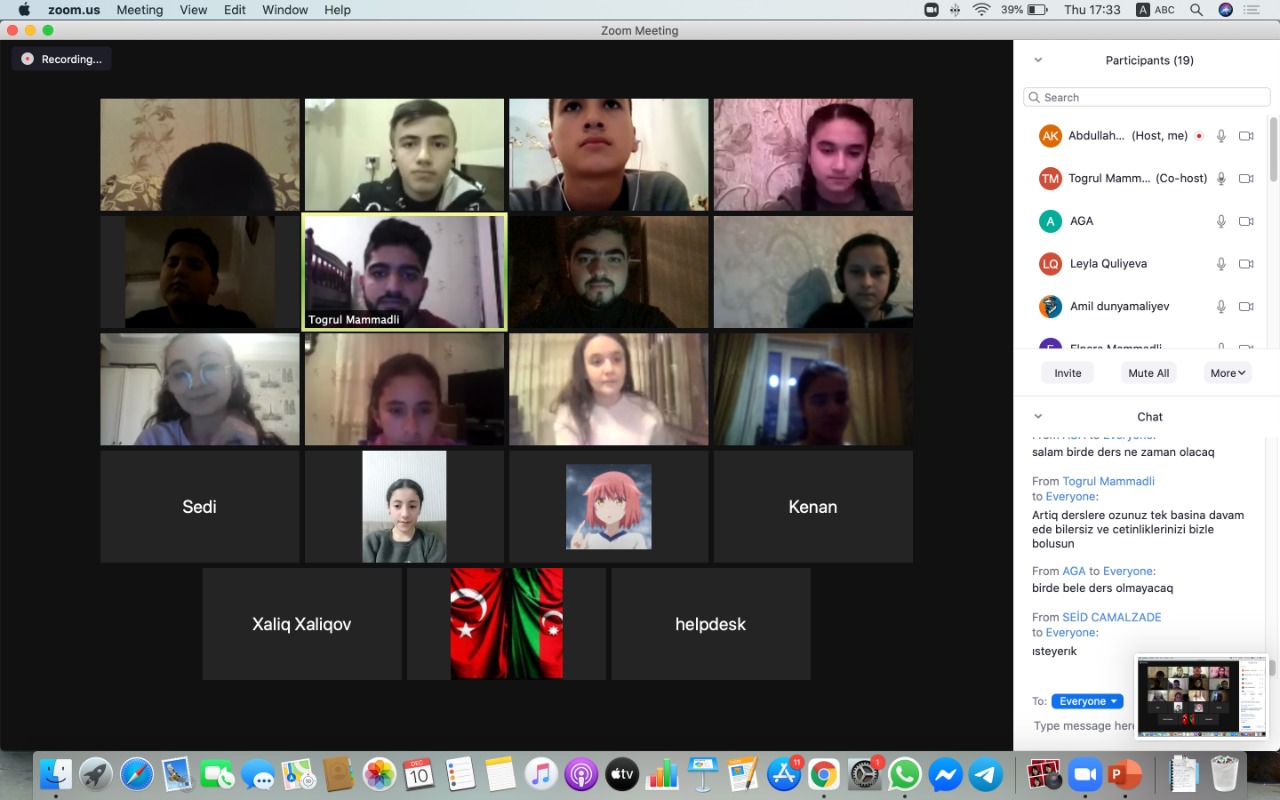 zoom.us Meeting View Edit Window Help
39% Thu 17:33 A ABC
Zoom Meeting
Recording...
Togrul Mammadli
Sedi
Kenan
Xaliq Xaliqov
helpdesk
Participants (19)
Search
AK Abdullah... (Host, me)
TM Togrul Mamm... (Co-host)
A AGA
LQ Leyla Quliyeva
Amil dunyamaliyev
E Elnara Mammadli
Invite Mute All More
Chat
From AGA to Everyone:
salam birde ders ne zaman olacaq
From Togrul Mammadli
to Everyone:
Artiq derslere ozunuz tek basina davam
ede bilersiz ve cetinliklerinizi bizle
bolusun
From AGA to Everyone:
birde bele ders olmayacaq
From SEİD CAMALZADE
to Everyone:
ısteyerık
To: Everyone
Type message here
DEC
10
tv
11
1
P